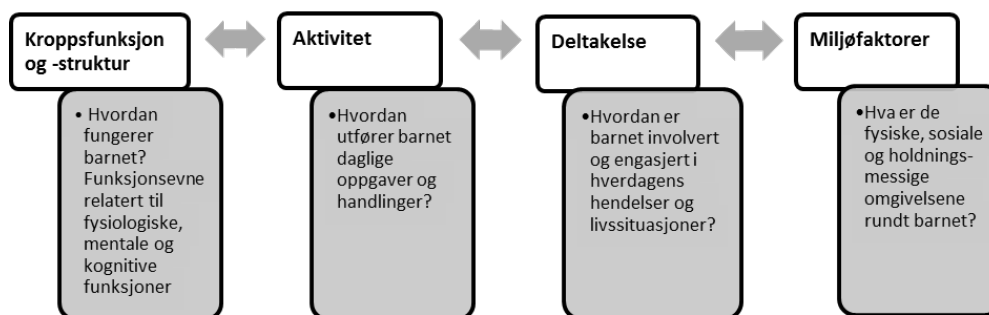 Kroppsfunksjon
og -struktur
• Hvordan
fungerer
barnet?
Funksjonsevne
relatert til
fysiologiske,
mentale og
kognitive
funksjoner
Aktivitet
•Hvordan
utfører barnet
daglige
oppgaver og
handlinger?
Deltakelse
•Hvordan er
barnet involvert
og engasjert i
hverdagens
hendelser og
livssituasjoner?
Miljøfaktorer
•Hva er de
fysiske, sosiale
og holdnings-
messige
omgivelsene
rundt barnet?